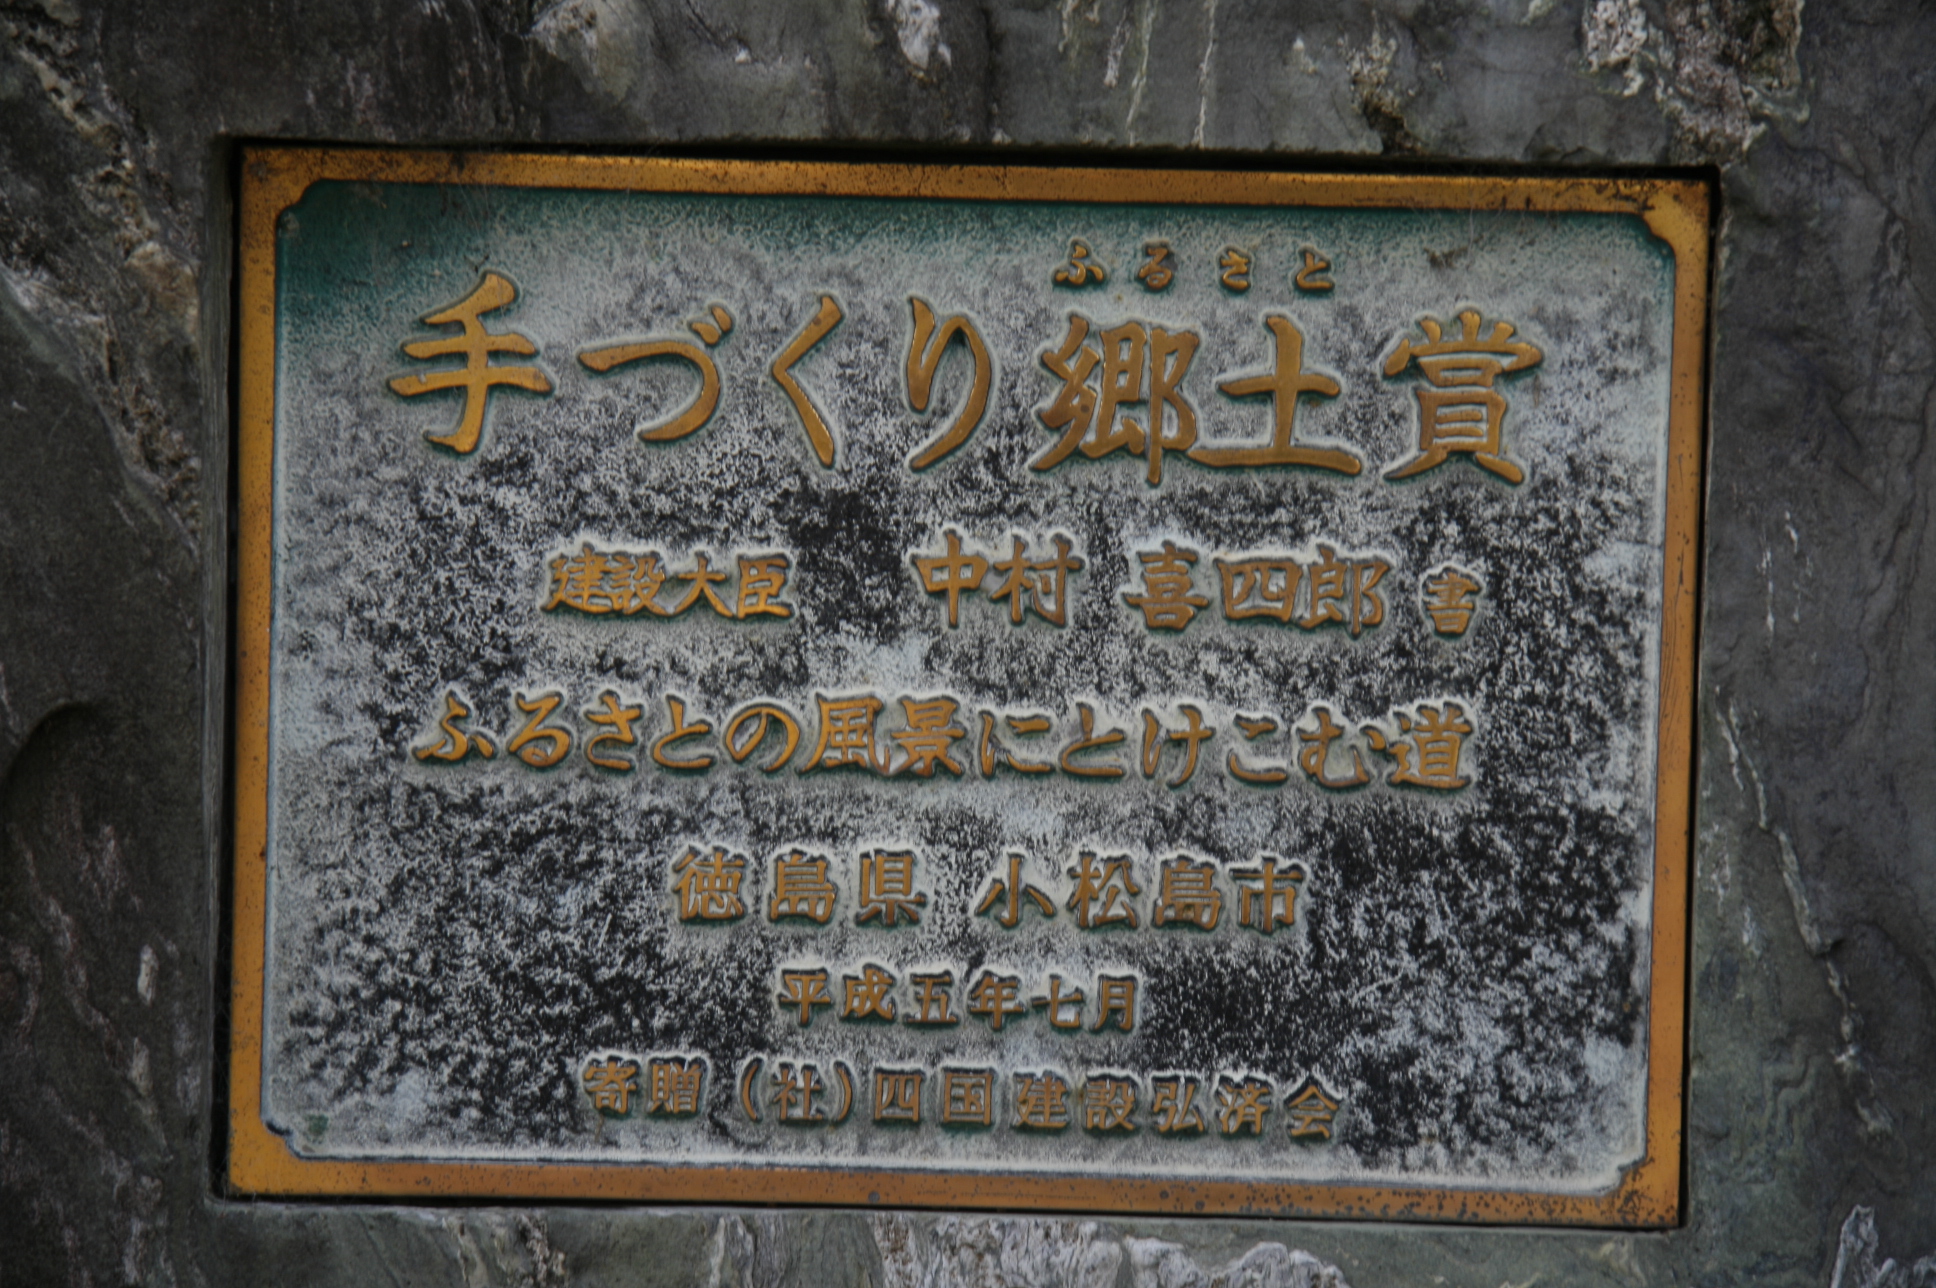 ふるさと
手づくり郷土賞
建設大臣 中村 喜四郎 書
ふるさとの風景にとけこむ道
徳島県 小松島市
平成五年七月
寄贈 (社)四国建設弘済会